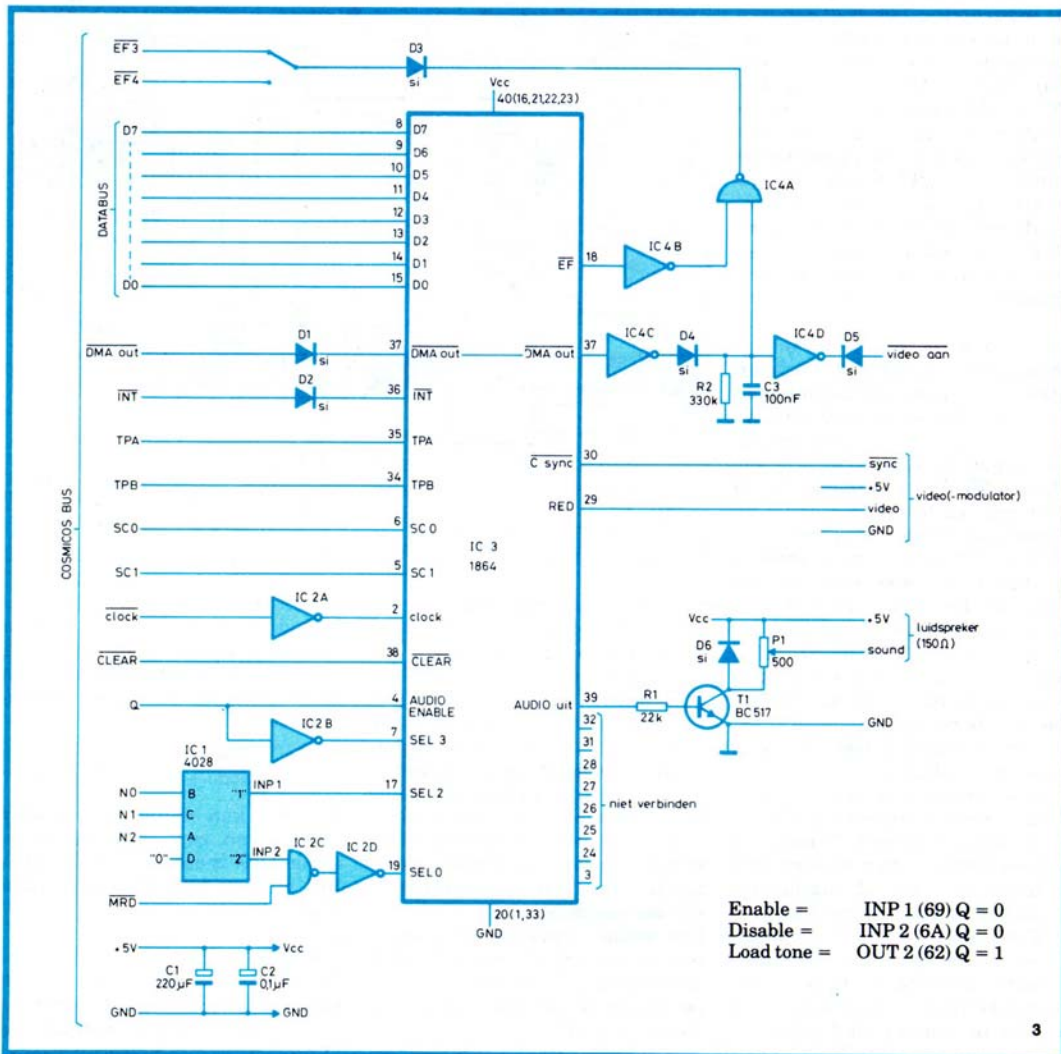 EF3
EF4
D3
si
Vcc
40(16,21,22,23)
DATABUS
D7
8
D7
9
D6
10
D5
11
D4
12
D3
13
D2
14
D1
D0
15
D0
IC4A
IC4B
18
EF
DMA out
D1
si
37
DMA out
DMA out
37
IC4C
D4
si
R2
330k
C3
100nF
IC4D
D5
si
video aan
INT
D2
si
36
INT
TPA
35
TPA
TPB
34
TPB
C sync
30
sync
+5V
RED
29
video
GND
video(-modulator)
COSMICOS BUS
SC0
6
SC0
SC1
5
SC1
IC 3
1864
clock
IC 2A
2
clock
CLEAR
38
CLEAR
Vcc
+5V
D6
si
P1
500
sound
luidspreker
(150Ω)
Q
4
AUDIO
ENABLE
IC 2B
7
SEL 3
AUDIO uit
39
R1
22k
T1
BC517
GND
IC 1
4028
N0
B
"1"
INP 1
17
SEL 2
N1
C
N2
A
"0"
D
"2"
INP 2
IC 2C
IC 2D
19
SEL0
MRD
32
31
28
27
26
25
24
3
niet verbinden
20(1,33)
GND
+5V
Vcc
C1
220µF
C2
0,1µF
GND
GND
Enable = INP 1 (69) Q = 0
Disable = INP 2 (6A) Q = 0
Load tone = OUT 2 (62) Q = 1
3